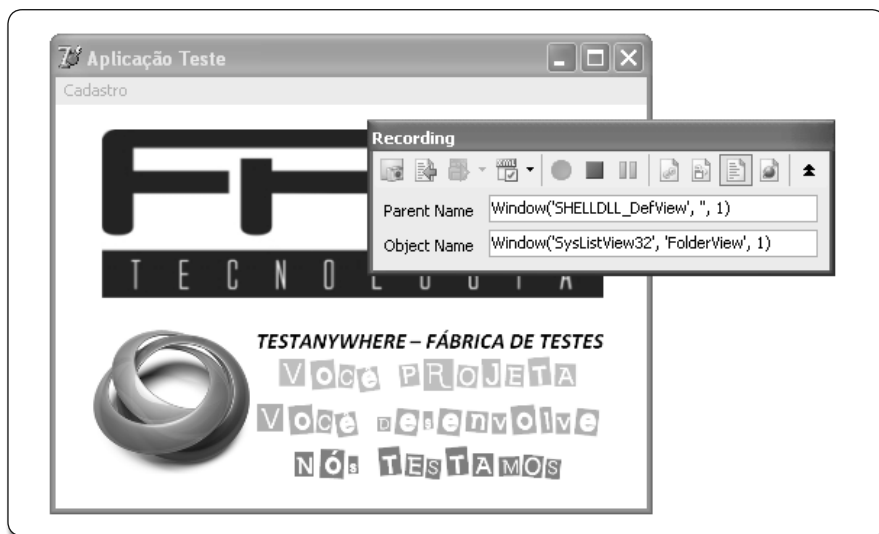 Aplicação Teste
Cadastro
Recording
Parent Name Window('SHELLDLL_DefView', '', 1)
Object Name Window('SysListView32', 'FolderView', 1)
TESTANYWHERE – FÁBRICA DE TESTES
Você PROJETA
Você DesenvolVe
NÓs TEsTAMOS